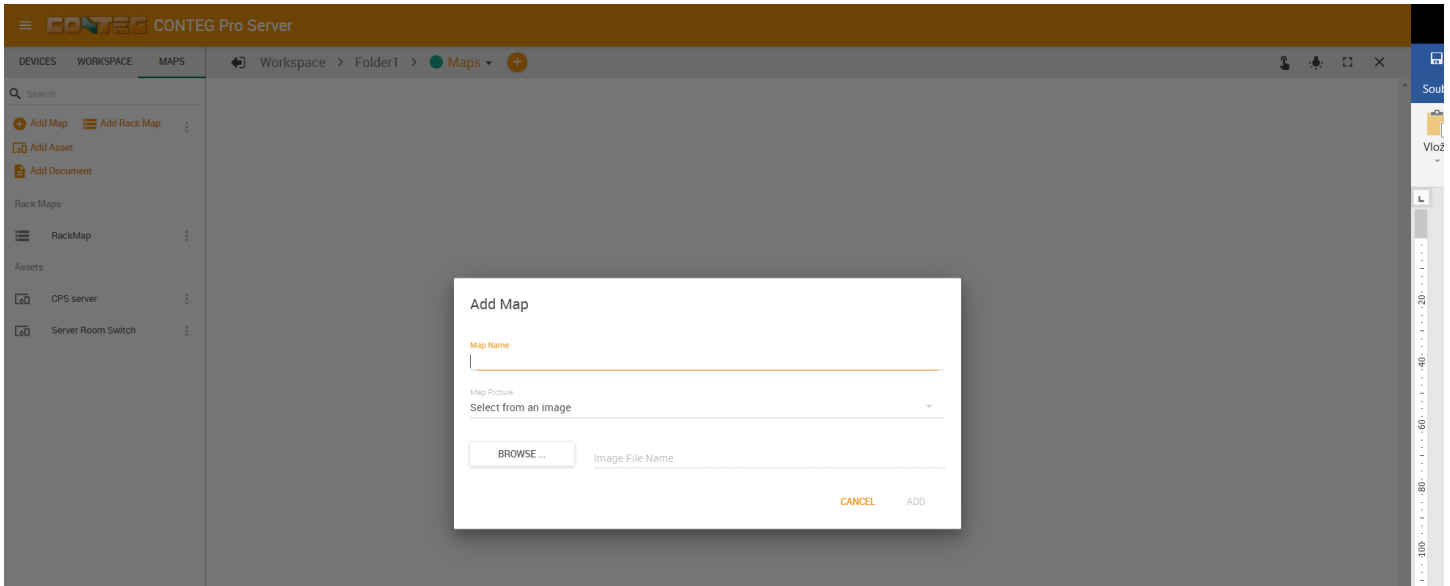 CONTEG CONTEG Pro Server
DEVICES WORKSPACE MAPS
Workspace > Folder1 > Maps
Search
Add Map Add Rack Map
Add Asset
Add Document
Rack Maps
RackMap
Assets
CPS server
Server Room Switch
Add Map
Map Name
Map Picture
Select from an image
BROWSE ... Image File Name
CANCEL ADD
Soub
Vlož
L
20
40
60
80
100